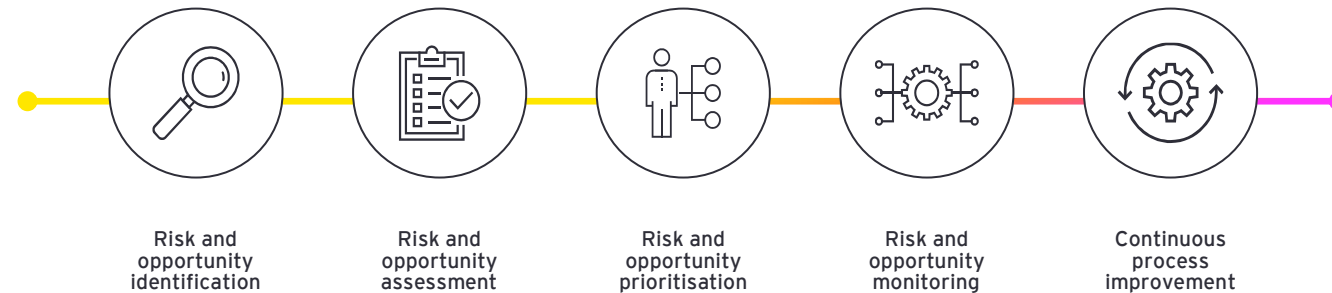 Risk and
opportunity
identification
Risk and
opportunity
assessment
Risk and
opportunity
prioritisation
Risk and
opportunity
monitoring
Continuous
process
improvement